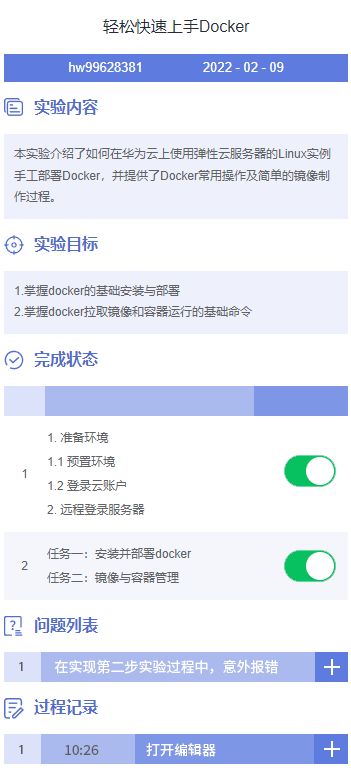 轻松快速上手Docker
hw99628381 2022 - 02 - 09
实验内容
本实验介绍了如何在华为云上使用弹性云服务器的Linux实例
手工部署Docker，并提供了Docker常用操作及简单的镜像制
作过程。
实验目标
1.掌握docker的基础安装与部署
2.掌握docker拉取镜像和容器运行的基础命令
完成状态
1
1. 准备环境
1.1 预置环境
1.2 登录云账户
2. 远程登录服务器
2
任务一：安装并部署docker
任务二：镜像与容器管理
问题列表
1 在实现第二步实验过程中，意外报错
过程记录
1 10:26 打开编辑器